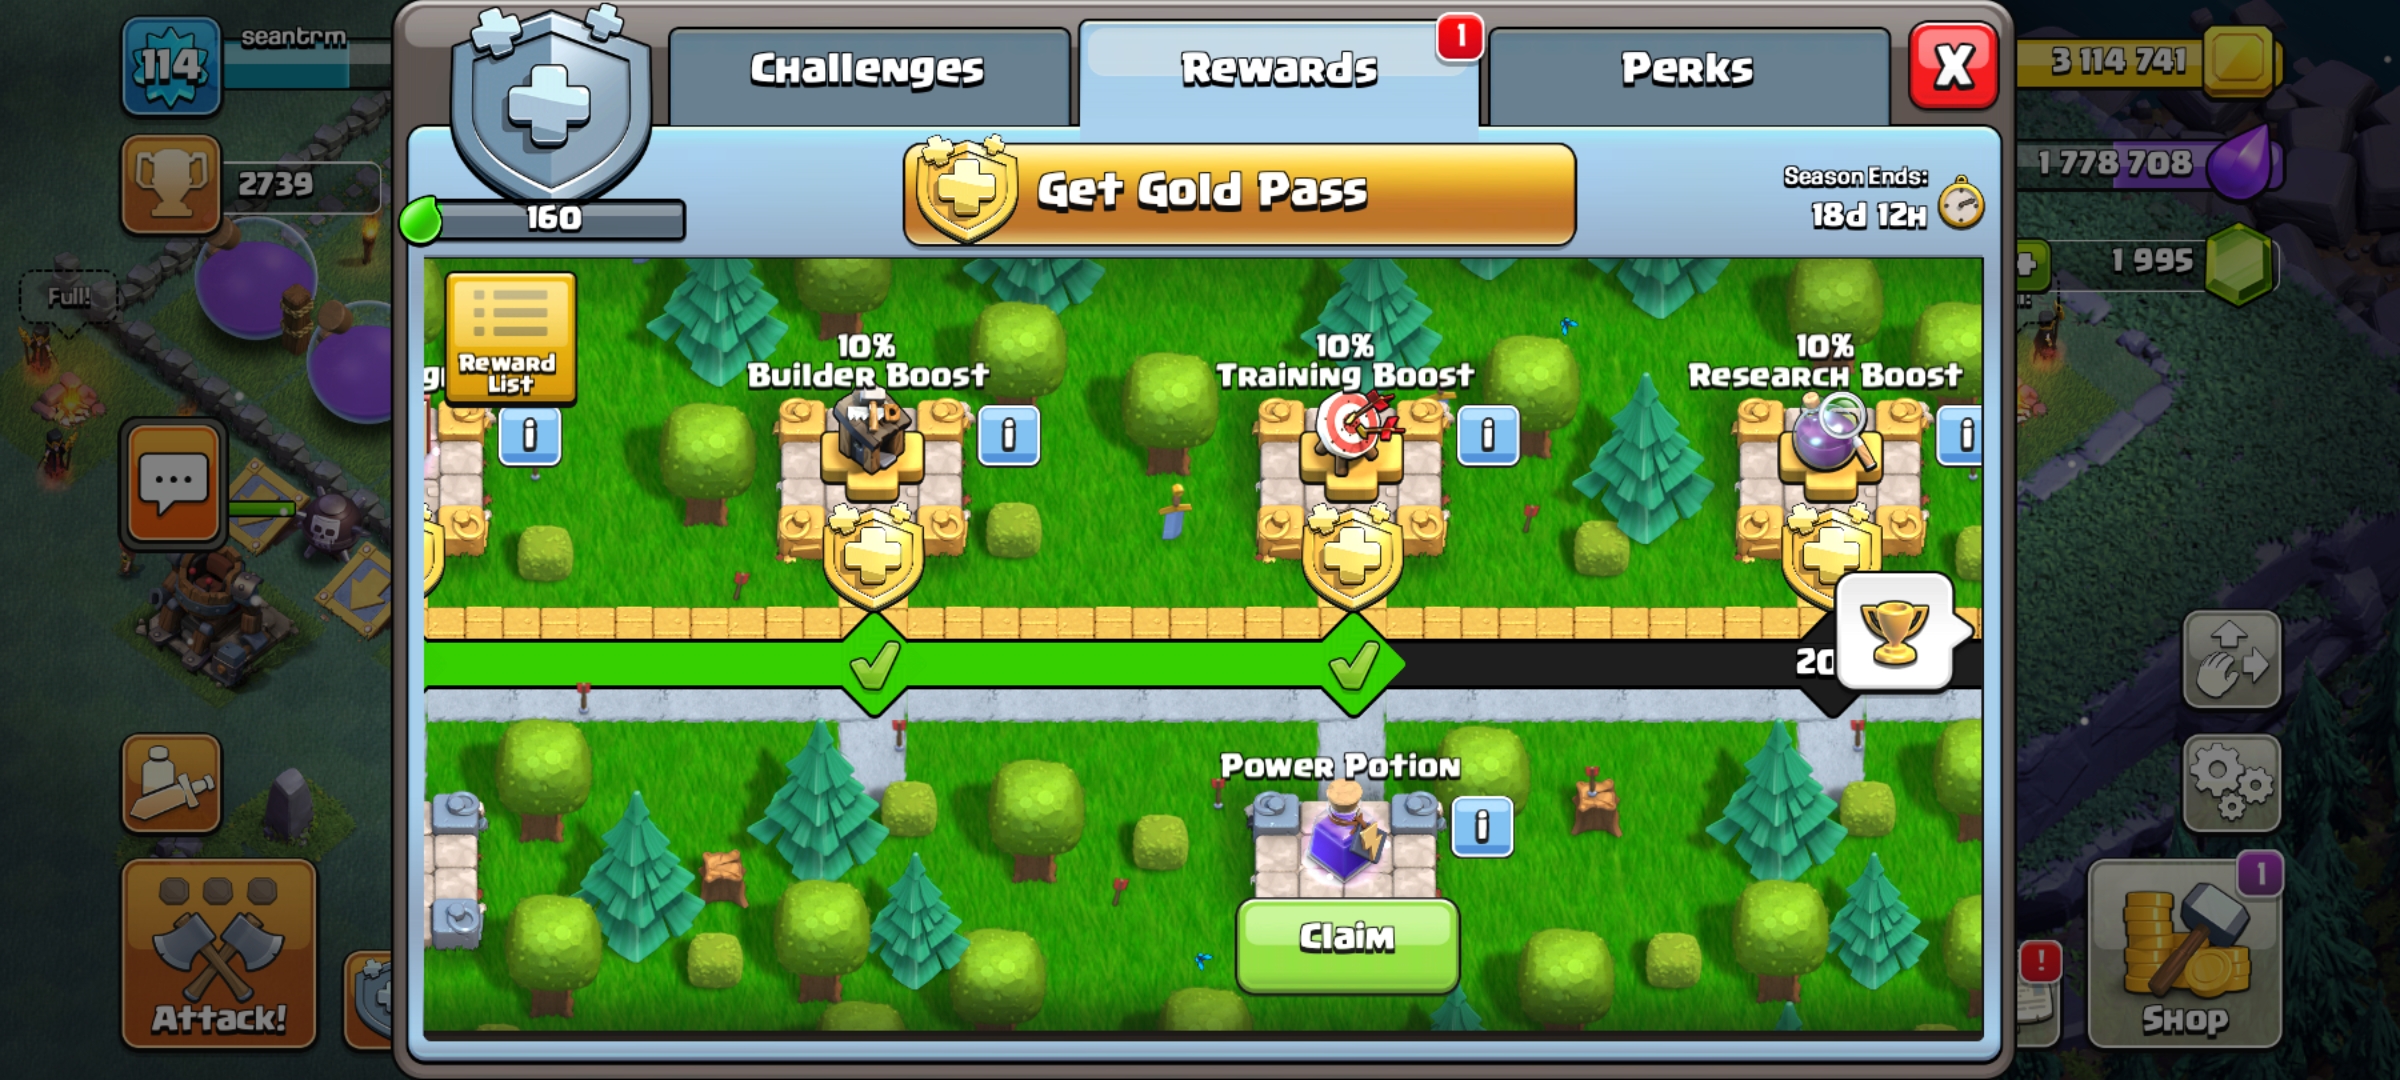 114
seantrm
Challenges
Rewards
1
Perks
X
3 114 741
2739
160
Get Gold Pass
Season Ends:
18d 12H
1 778 708
1 995
Full!
Reward
List
10%
Builder Boost
10%
Training Boost
10%
Research Boost
i
i
i
i
20
Power Potion
i
Claim
Attack!
!
1
Shop